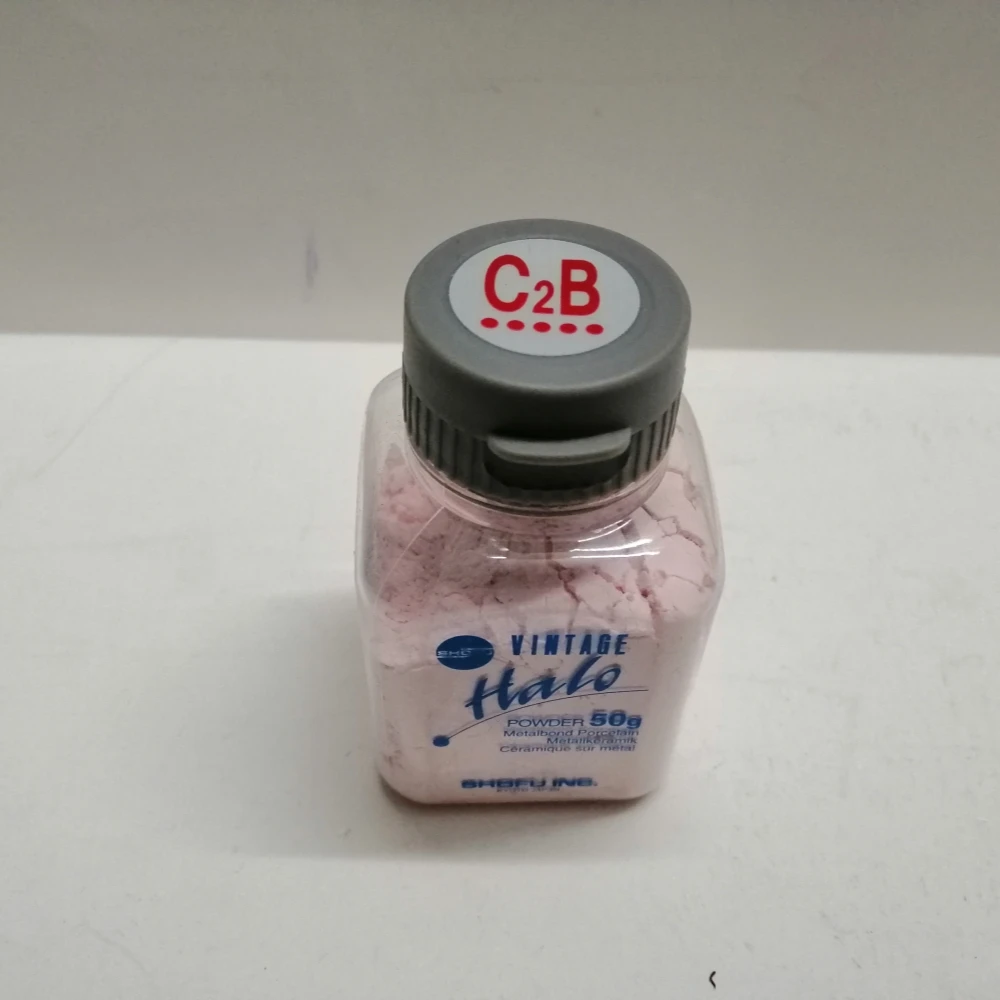 C2B
VINTAGE
Halo
POWDER 50g
Metalbond Porcelain
Metallkeramik
Céramique sur métal
SHOFU INC.